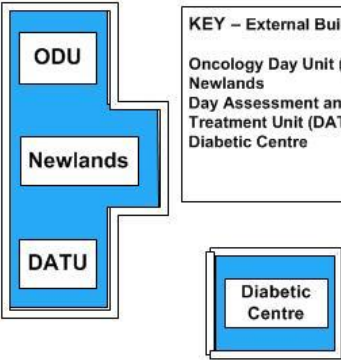 ODU
Newlands
DATU
KEY – External Bui
Oncology Day Unit (
Newlands
Day Assessment an
Treatment Unit (DAT
Diabetic Centre
Diabetic
Centre